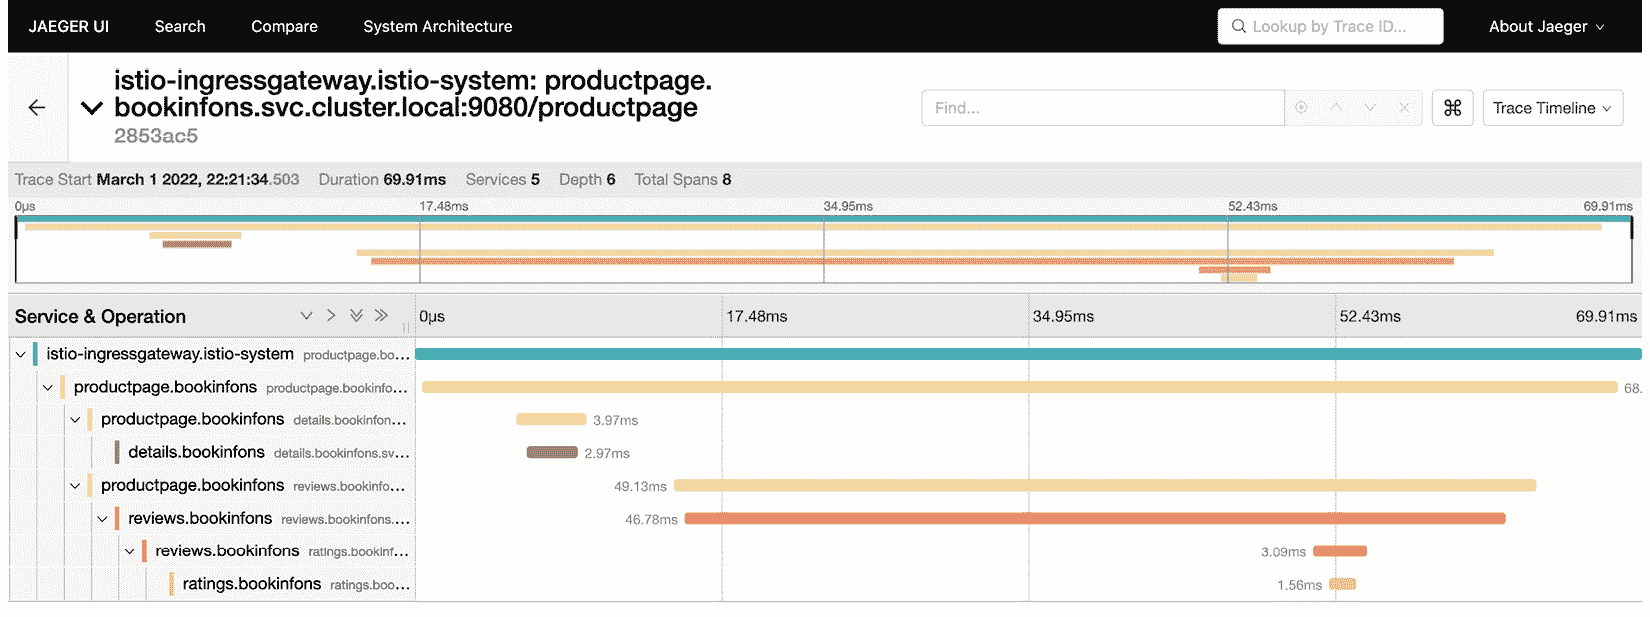 JAEGER UI Search Compare System Architecture Lookup by Trace ID... About Jaeger
istio-ingressgateway.istio-system: productpage.
bookinfons.svc.cluster.local:9080/productpage
2853ac5
Find... Trace Timeline
Trace Start March 1 2022, 22:21:34.503 Duration 69.91ms Services 5 Depth 6 Total Spans 8
0μs 17.48ms 34.95ms 52.43ms 69.91ms
Service & Operation 0μs 17.48ms 34.95ms 52.43ms 69.91ms
istio-ingressgateway.istio-system productpage.bo...
productpage.bookinfons productpage.bookinfo... 68.
productpage.bookinfons details.bookinfon... 3.97ms
details.bookinfons details.bookinfons.sv... 2.97ms
productpage.bookinfons reviews.bookinfo... 49.13ms
reviews.bookinfons reviews.bookinfons.... 46.78ms
reviews.bookinfons ratings.bookinf... 3.09ms
ratings.bookinfons ratings.boo... 1.56ms